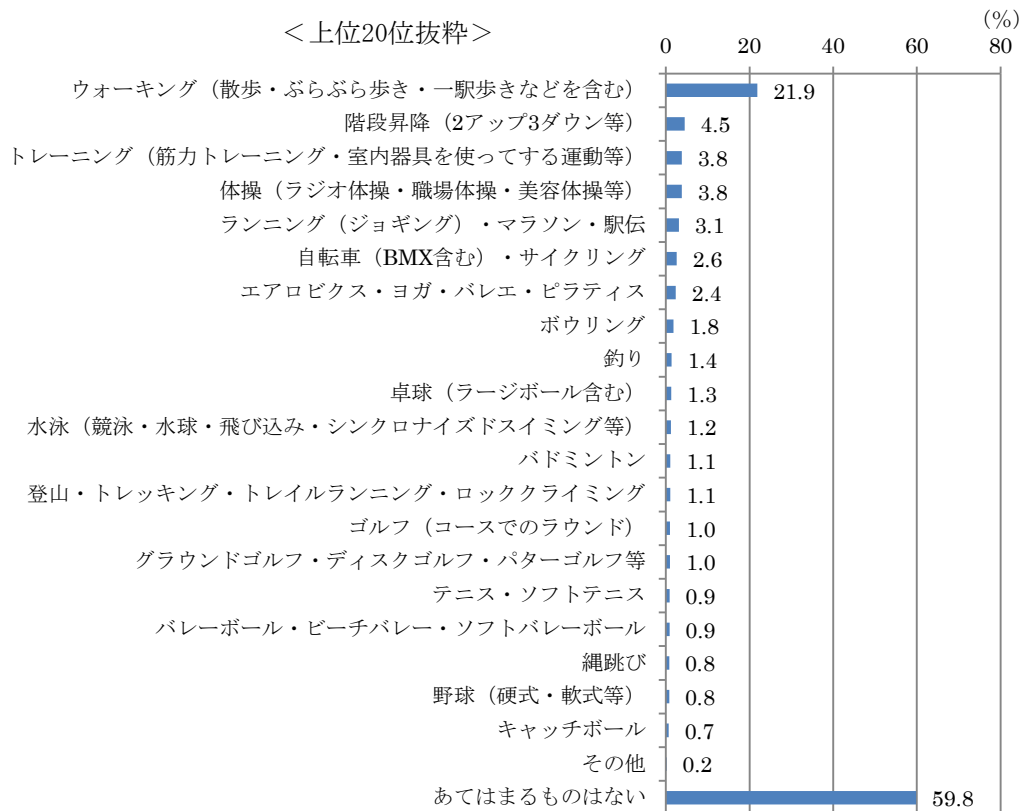 (%)
＜上位20位抜粋＞
0 20 40 60 80
ウォーキング（散歩・ぶらぶら歩き・一駅歩きなどを含む） 21.9
階段昇降（2アップ3ダウン等） 4.5
トレーニング（筋力トレーニング・室内器具を使ってする運動等） 3.8
体操（ラジオ体操・職場体操・美容体操等） 3.8
ランニング（ジョギング）・マラソン・駅伝 3.1
自転車（BMX含む）・サイクリング 2.6
エアロビクス・ヨガ・バレエ・ピラティス 2.4
ボウリング 1.8
釣り 1.4
卓球（ラージボール含む） 1.3
水泳（競泳・水球・飛び込み・シンクロナイズドスイミング等） 1.2
バドミントン 1.1
登山・トレッキング・トレイルランニング・ロッククライミング 1.1
ゴルフ（コースでのラウンド） 1.0
グラウンドゴルフ・ディスクゴルフ・パターゴルフ等 1.0
テニス・ソフトテニス 0.9
バレーボール・ビーチバレー・ソフトバレーボール 0.9
縄跳び 0.8
野球（硬式・軟式等） 0.8
キャッチボール 0.7
その他 0.2
あてはまるものはない 59.8